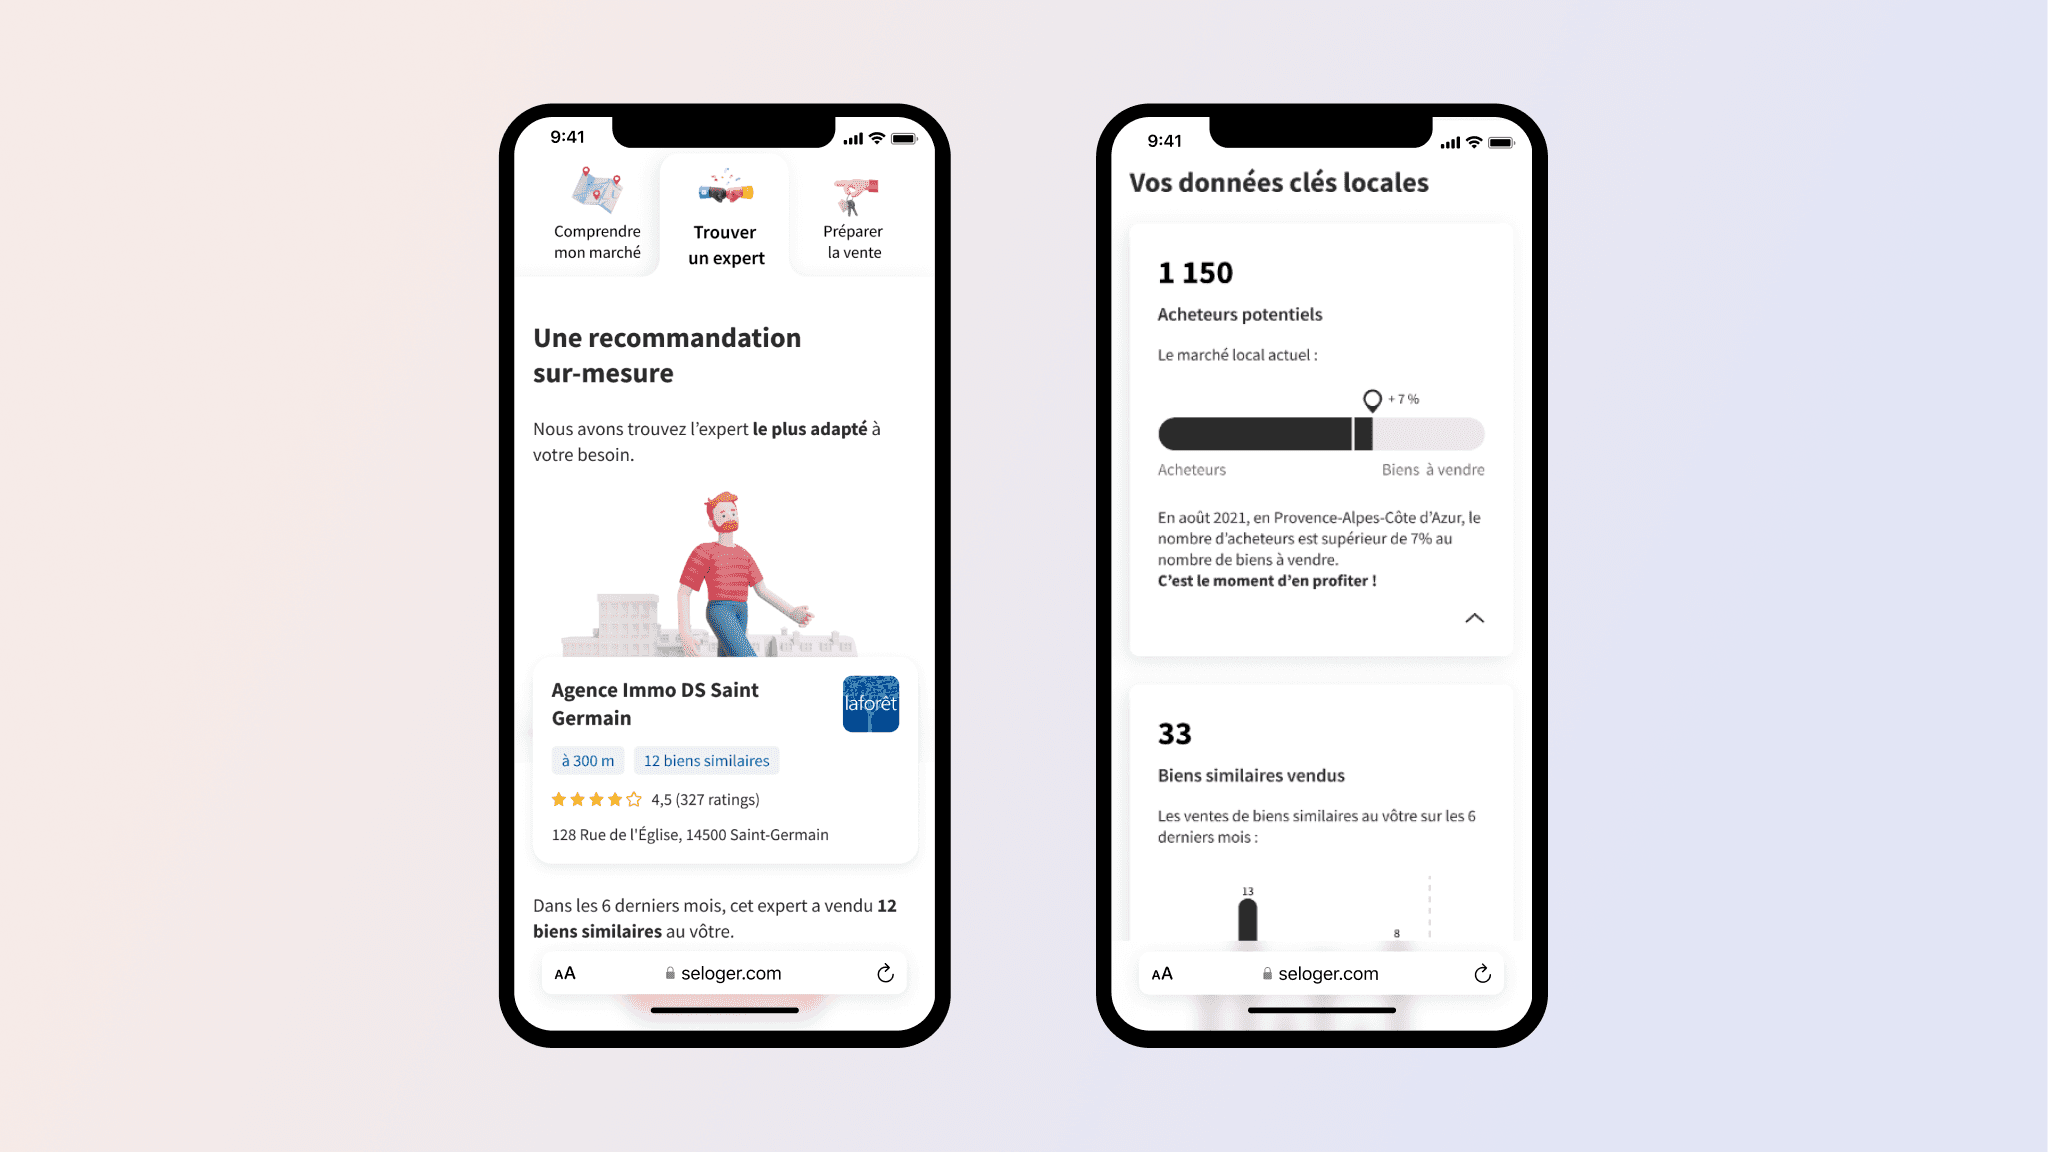 9:41
Comprendre
mon marché
Trouver
un expert
Préparer
la vente
Une recommandation
sur-mesure
Nous avons trouvez l’expert le plus adapté à
votre besoin.
Agence Immo DS Saint
Germain
laforêt
à 300 m
12 biens similaires
4,5 (327 ratings)
128 Rue de l'Église, 14500 Saint-Germain
Dans les 6 derniers mois, cet expert a vendu 12
biens similaires au vôtre.
AA
seloger.com
9:41
Vos données clés locales
1 150
Acheteurs potentiels
Le marché local actuel :
+ 7 %
Acheteurs
Biens à vendre
En août 2021, en Provence-Alpes-Côte d’Azur, le
nombre d’acheteurs est supérieur de 7% au
nombre de biens à vendre.
C’est le moment d’en profiter !
33
Biens similaires vendus
Les ventes de biens similaires au vôtre sur les 6
derniers mois :
13
8
AA
seloger.com